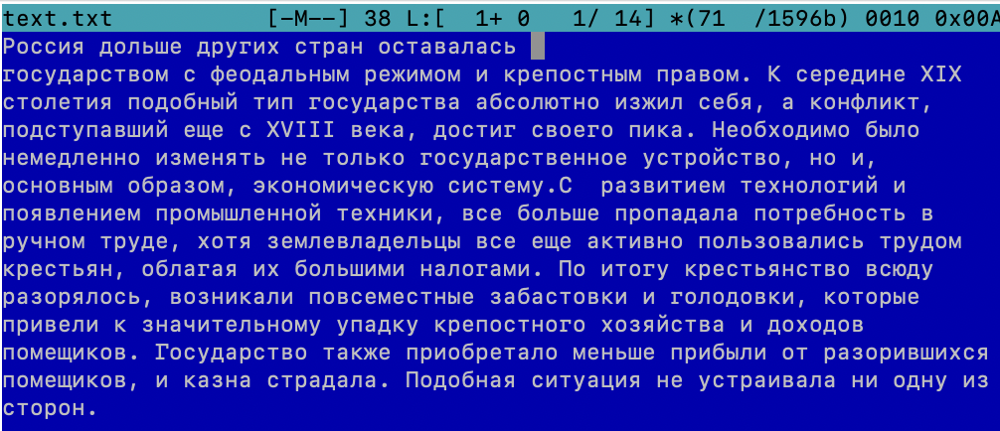 text.txt [-M--] 38 L:[ 1+ 0 1/ 14] *(71 /1596b) 0010 0x00A
Россия дольше других стран оставалась
государством с феодальным режимом и крепостным правом. К середине XIX
столетия подобный тип государства абсолютно изжил себя, а конфликт,
подступавший еще с XVIII века, достиг своего пика. Необходимо было
немедленно изменять не только государственное устройство, но и,
основным образом, экономическую систему.С  развитием технологий и
появлением промышленной техники, все больше пропадала потребность в
ручном труде, хотя землевладельцы все еще активно пользовались трудом
крестьян, облагая их большими налогами. По итогу крестьянство всюду
разорялось, возникали повсеместные забастовки и голодовки, которые
привели к значительному упадку крепостного хозяйства и доходов
помещиков. Государство также приобретало меньше прибыли от разорившихся
помещиков, и казна страдала. Подобная ситуация не устраивала ни одну из
сторон.